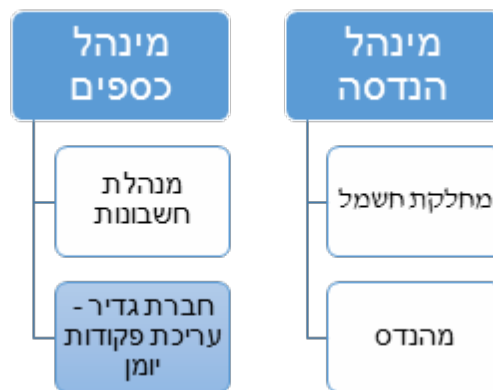 מינהל
הנדסה
מחלקת חשמל
מהנדס
מינהל
כספים
מנהלת
חשבונות
חברת גדיר -
עריכת פקודות
יומן